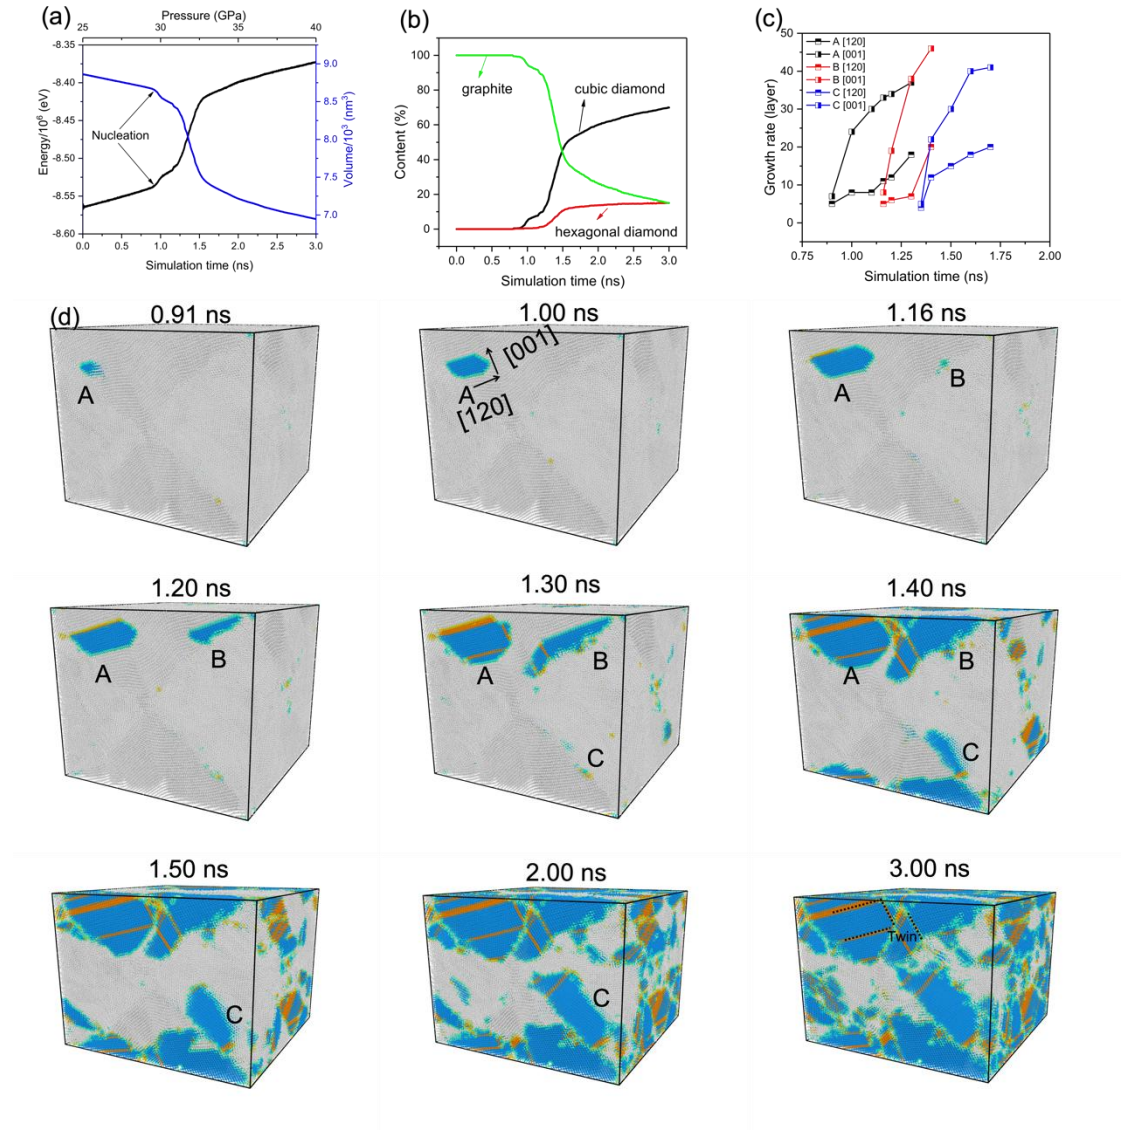 (a)
Pressure (GPa)
25 30 35 40
-8.35
-8.40
-8.45
-8.50
-8.55
-8.60
Energy/10⁶ (eV)
Nucleation
9.0
8.5
8.0
7.5
7.0
Volume/10³ (nm³)
0.0 0.5 1.0 1.5 2.0 2.5 3.0
Simulation time (ns)
(b)
100
80
60
40
20
0
Content (%)
graphite
cubic diamond
hexagonal diamond
0.0 0.5 1.0 1.5 2.0 2.5 3.0
Simulation time (ns)
(c)
50
40
30
20
10
0
Growth rate (layer)
A [120]
A [001]
B [120]
B [001]
C [120]
C [001]
0.75 1.00 1.25 1.50 1.75 2.00
Simulation time (ns)
(d)
0.91 ns
A
1.00 ns
[001]
A
[120]
1.16 ns
A
B
1.20 ns
A
B
1.30 ns
A
B
C
1.40 ns
A
B
C
1.50 ns
C
2.00 ns
C
3.00 ns
Twin